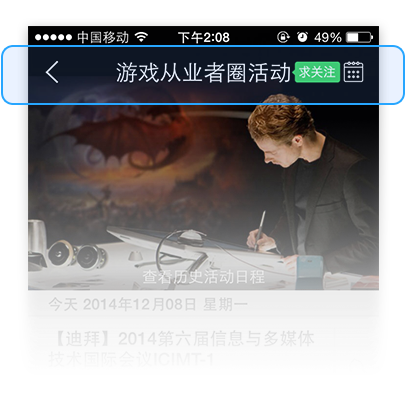 中国移动 下午2:08 49%
游戏从业者圈活动 求关注
查看历史活动日程
今天 2014年12月08日 星期一
【迪拜】2014第六届信息与多媒体
技术国际会议ICIMT-1